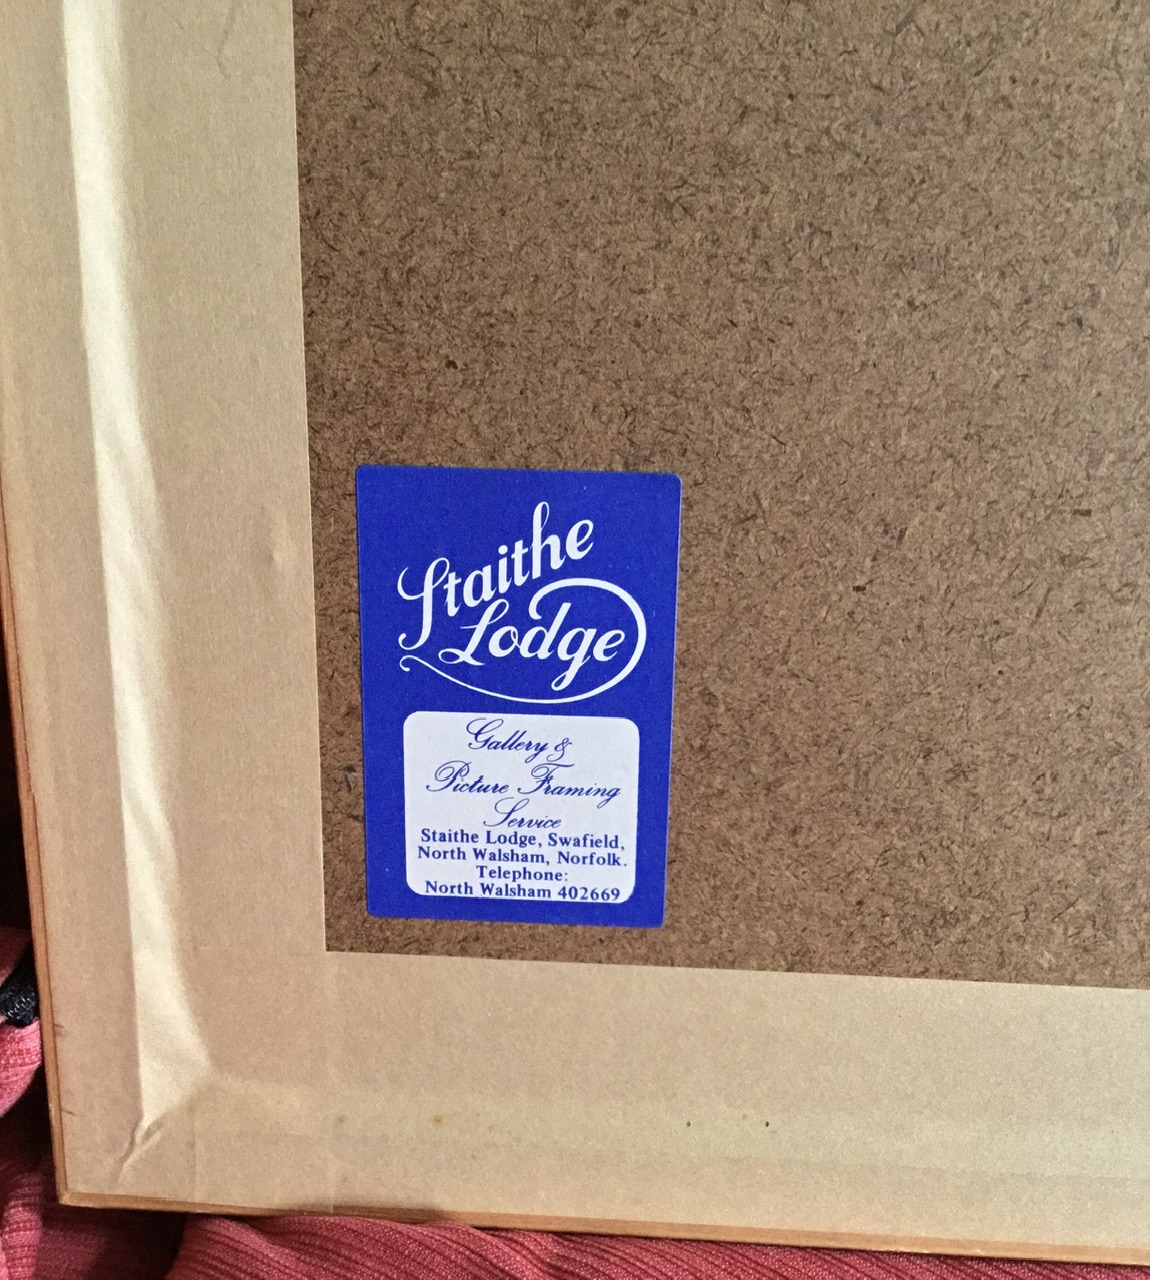 Staithe
Lodge
Gallery &
Picture Framing
Service
Staithe Lodge, Swafield,
North Walsham, Norfolk.
Telephone:
North Walsham 402669